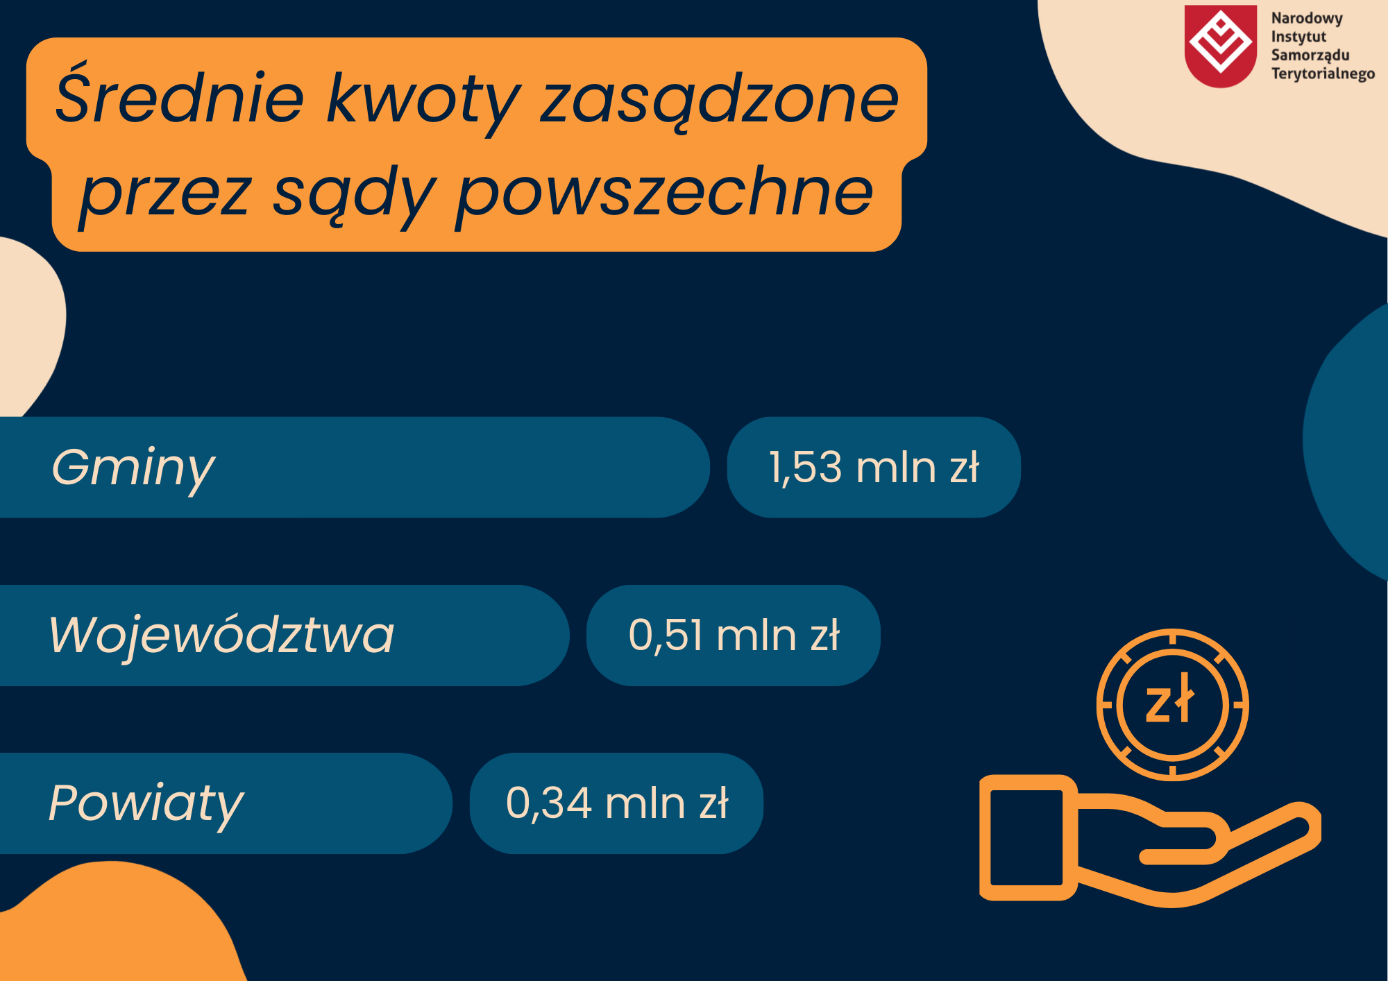 Średnie kwoty zasądzone
przez sądy powszechne
Narodowy
Instytut
Samorządu
Terytorialnego
Gminy
1,53 mln zł
Województwa
0,51 mln zł
Powiaty
0,34 mln zł
zł